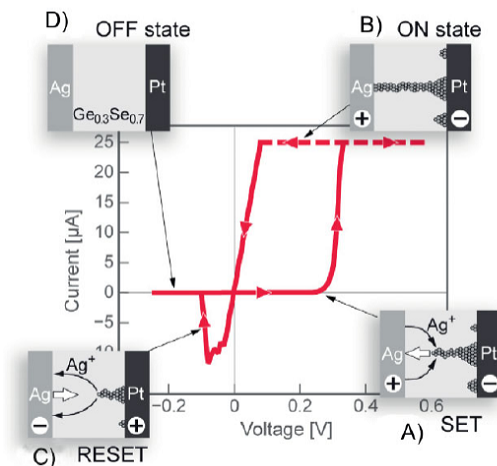 D) OFF state
B) ON state
Ag
Pt
Ge0.3Se0.7
Ag
Pt
+
−
25
20
15
10
5
0
−5
−10
Current [µA]
−0.2
0
0.2
0.4
0.6
Voltage [V]
Ag+
Ag
Pt
−
+
C) RESET
Ag+
Ag
Pt
+
−
A) SET